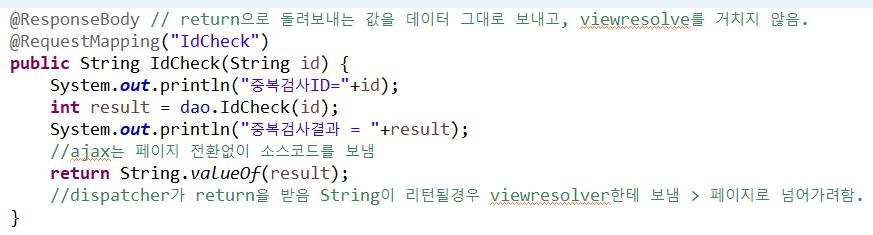 @ResponseBody // return으로 돌려보내는 값을 데이터 그대로 보내고, viewresolve를 거치지 않음.
@RequestMapping("IdCheck")
public String IdCheck(String id) {
System.out.println("중복검사ID="+id);
int result = dao.IdCheck(id);
System.out.println("중복검사결과 = "+result);
//ajax는 페이지 전환없이 소스코드를 보냄
return String.valueOf(result);
//dispatcher가 return을 받음 String이 리턴될경우 viewresolver한테 보냄 > 페이지로 넘어가려함.
}